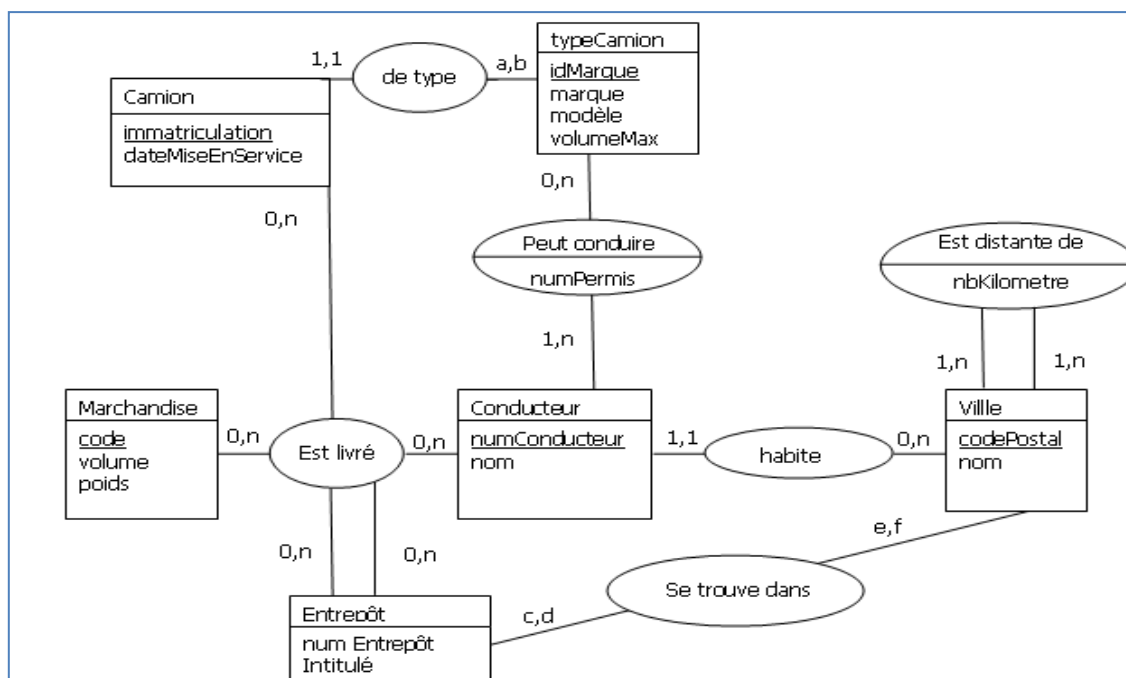 typeCamion
idMarque
marque
modèle
volumeMax
1,1
de type
a,b
Camion
immatriculation
dateMiseEnService
0,n
0,n
Peut conduire
numPermis
Est distante de
nbKilometre
1,n
1,n
1,n
Marchandise
code
volume
poids
0,n
Est livré
0,n
Conducteur
numConducteur
nom
1,1
habite
0,n
Villle
codePostal
nom
0,n
0,n
e,f
Se trouve dans
c,d
Entrepôt
num Entrepôt
Intitulé